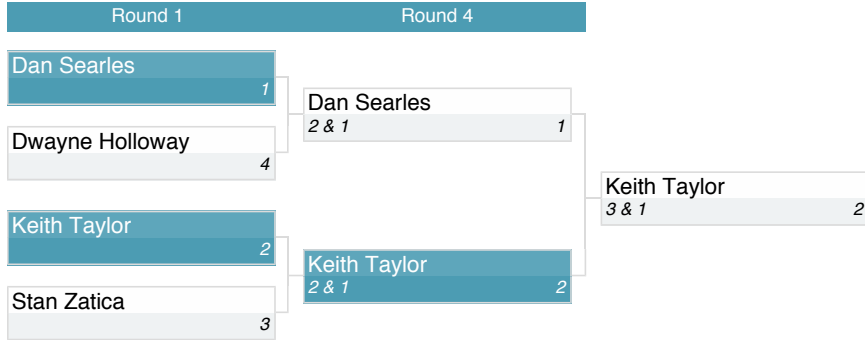 Round 1 Round 4
Dan Searles
1
Dwayne Holloway
4
Keith Taylor
2
Stan Zatica
3
Dan Searles
2 & 1 1
Keith Taylor
2 & 1 2
Keith Taylor
3 & 1 2